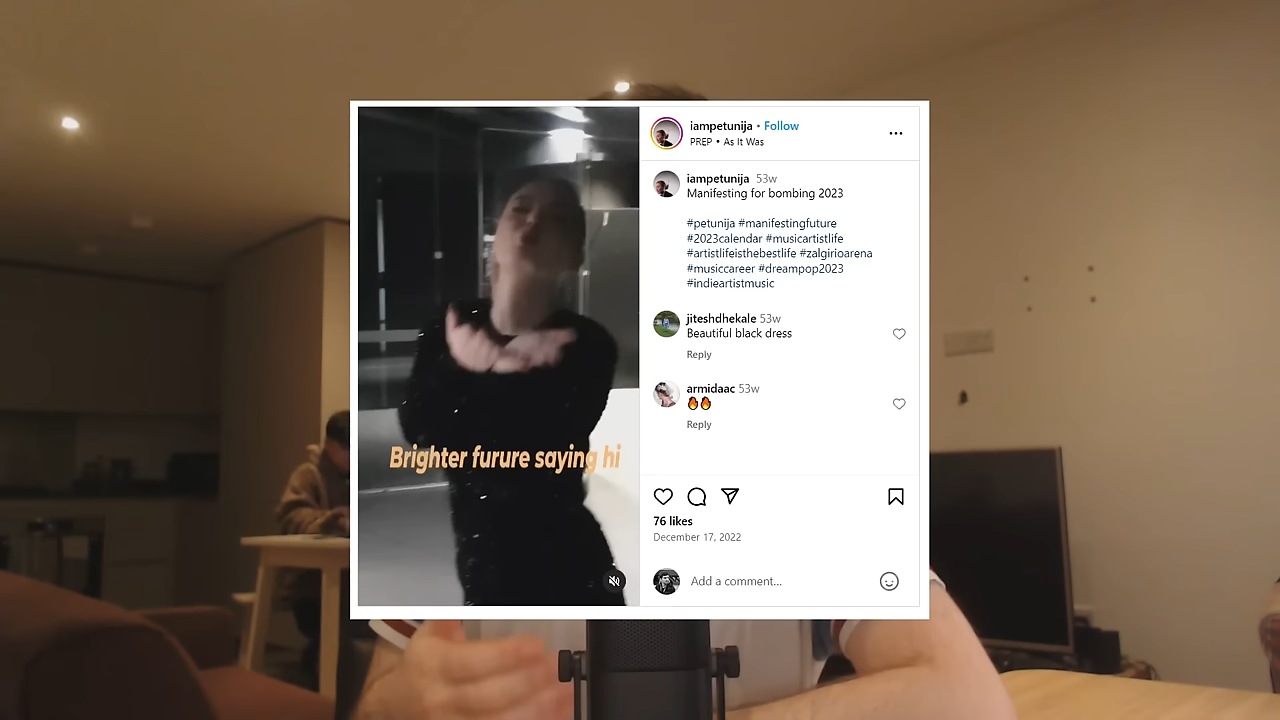 iampetunija • Follow
PREP • As It Was
iampetunija 53w
Manifesting for bombing 2023
#petunija #manifestingfuture
#2023calendar #musicartistlife
#artistlifeisthebestlife #zalgirioarena
#musiccareer #dreampop2023
#indieartistmusic
jiteshdhekale 53w
Beautiful black dress
Reply
armidaac 53w
🔥🔥
Reply
Brighter furure saying hi
76 likes
December 17, 2022
Add a comment...